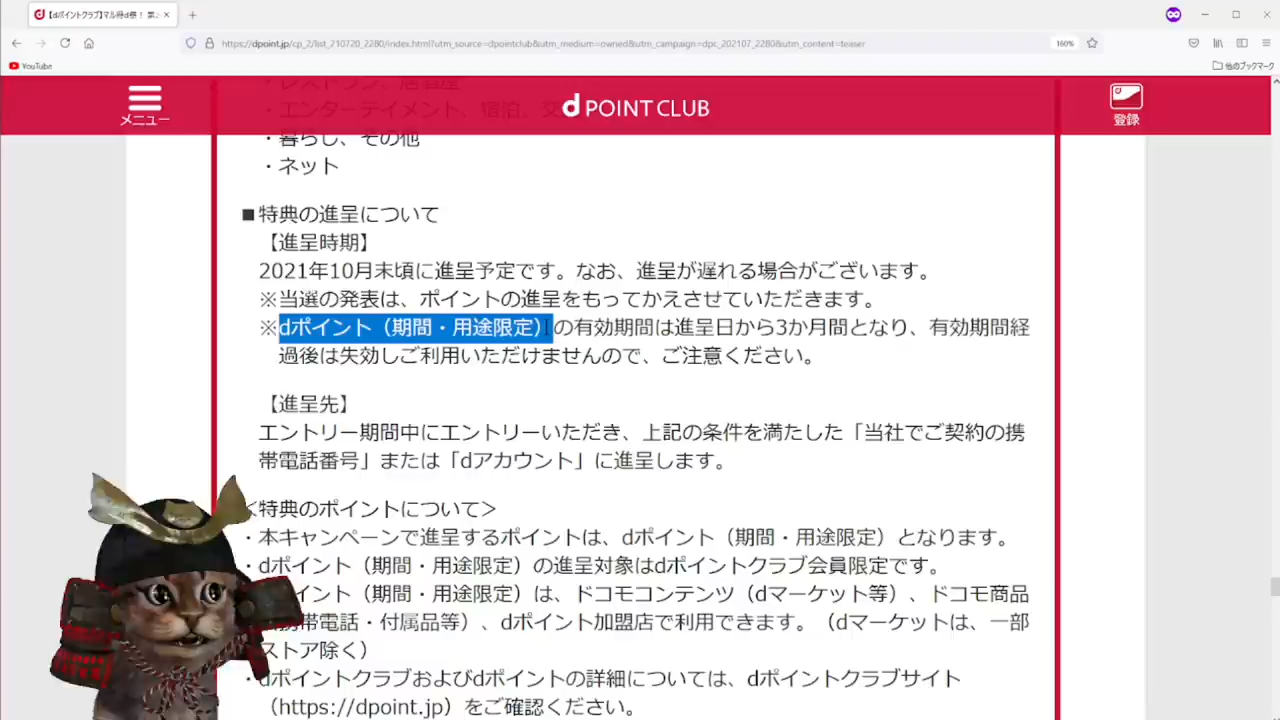 【dポイントクラブ】マル得d祭！ 第
https://dpoint.jp/cp_2/list_210720_2280/index.html?utm_source=dpointclub&utm_medium=owned&utm_campaign=dpc_202107_2280&utm_content=teaser
160%
YouTube
他のブックマーク
メニュー
d POINT CLUB
登録
・レストラン、居酒屋
・エンターテイメント、宿泊、交
・暮らし、その他
・ネット
■特典の進呈について
【進呈時期】
2021年10月末頃に進呈予定です。なお、進呈が遅れる場合がございます。
※当選の発表は、ポイントの進呈をもってかえさせていただきます。
※dポイント（期間・用途限定）の有効期間は進呈日から3か月間となり、有効期間経
過後は失効しご利用いただけませんので、ご注意ください。
【進呈先】
エントリー期間中にエントリーいただき、上記の条件を満たした「当社でご契約の携
帯電話番号」または「dアカウント」に進呈します。
＜特典のポイントについて＞
・本キャンペーンで進呈するポイントは、dポイント（期間・用途限定）となります。
・dポイント（期間・用途限定）の進呈対象はdポイントクラブ会員限定です。
イント（期間・用途限定）は、ドコモコンテンツ（dマーケット等）、ドコモ商品
携帯電話・付属品等）、dポイント加盟店で利用できます。（dマーケットは、一部
ストア除く）
・dポイントクラブおよびdポイントの詳細については、dポイントクラブサイト
（https://dpoint.jp）をご確認ください。